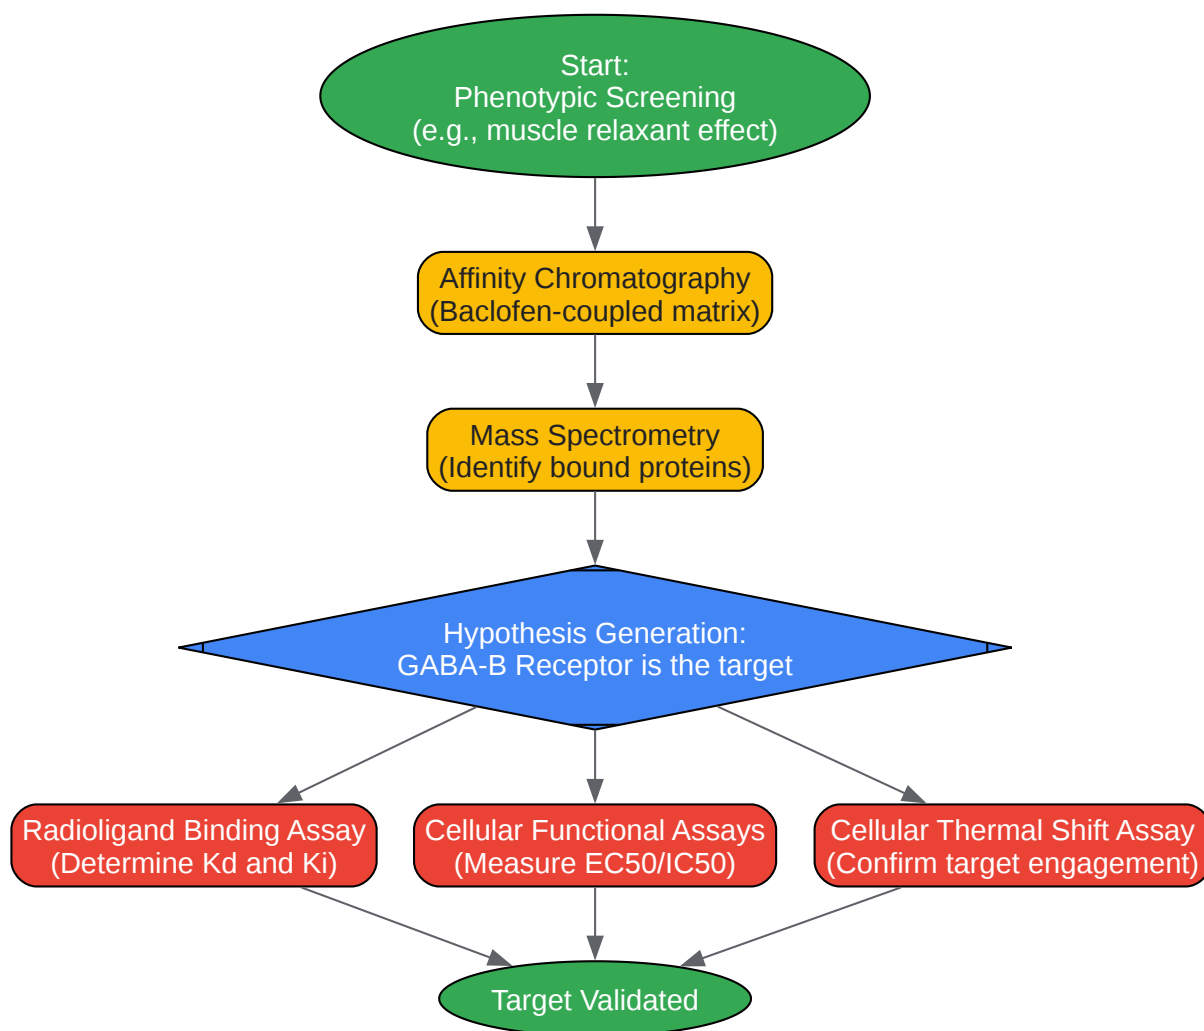 Start:
Phenotypic Screening
(e.g., muscle relaxant effect)
Affinity Chromatography
(Baclofen-coupled matrix)
Mass Spectrometry
(Identify bound proteins)
Hypothesis Generation:
GABA-B Receptor is the target
Radioligand Binding Assay
(Determine Kd and Ki)
Cellular Functional Assays
(Measure EC50/IC50)
Cellular Thermal Shift Assay
(Confirm target engagement)
Target Validated